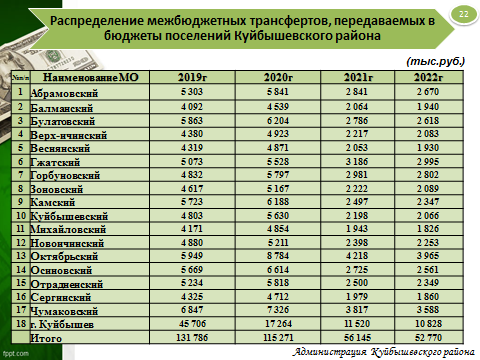 Распределение межбюджетных трансфертов, передаваемых в
бюджеты поселений Куйбышевского района
22
(тыс.руб.)
№п/п Наименование МО 2019г 2020г 2021г 2022г
1 Абрамовский 5 303 5 841 2 841 2 670
2 Балманский 4 092 4 539 2 064 1 940
3 Булатовский 5 863 6 204 2 786 2 618
4 Верх-ичинский 4 380 4 923 2 217 2 083
5 Веснянский 4 319 4 871 2 053 1 930
6 Гжатский 5 073 5 528 3 186 2 995
7 Горбуновский 4 832 5 797 2 981 2 802
8 Зоновский 4 617 5 167 2 222 2 089
9 Камский 5 723 6 188 2 497 2 347
10 Куйбышевский 4 803 5 630 2 198 2 066
11 Михайловский 4 171 4 854 1 943 1 826
12 Новоичинский 4 880 5 211 2 398 2 253
13 Октябрьский 5 949 8 784 4 218 3 965
14 Осиновский 5 669 6 614 2 725 2 561
15 Отрадненский 5 234 5 818 2 500 2 349
16 Сергинский 4 325 4 712 1 979 1 860
17 Чумаковский 6 847 7 326 3 817 3 588
18 г. Куйбышев 45 706 17 264 11 520 10 828
Итого 131 786 115 271 56 145 52 770
Администрация Куйбышевского района
fppt.com